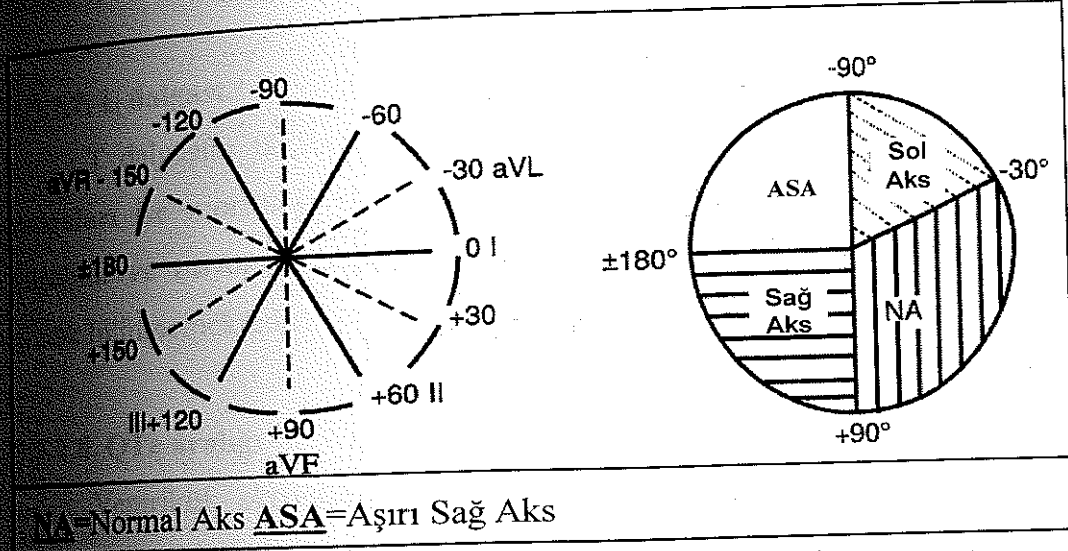 -90
-120
-60
aVR - 150
-30 aVL
±180
0 I
+150
+30
III+120
+60 II
+90
aVF
-90°
Sol
Aks
-30°
ASA
±180°
Sağ
Aks
NA
+90°
NA=Normal Aks ASA=Aşırı Sağ Aks